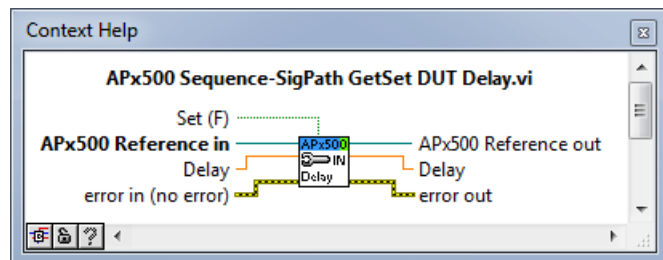 Context Help
APx500 Sequence-SigPath GetSet DUT Delay.vi
Set (F)
APx500 Reference in APx500 APx500 Reference out
IN
Delay Delay Delay
error in (no error) error out
?